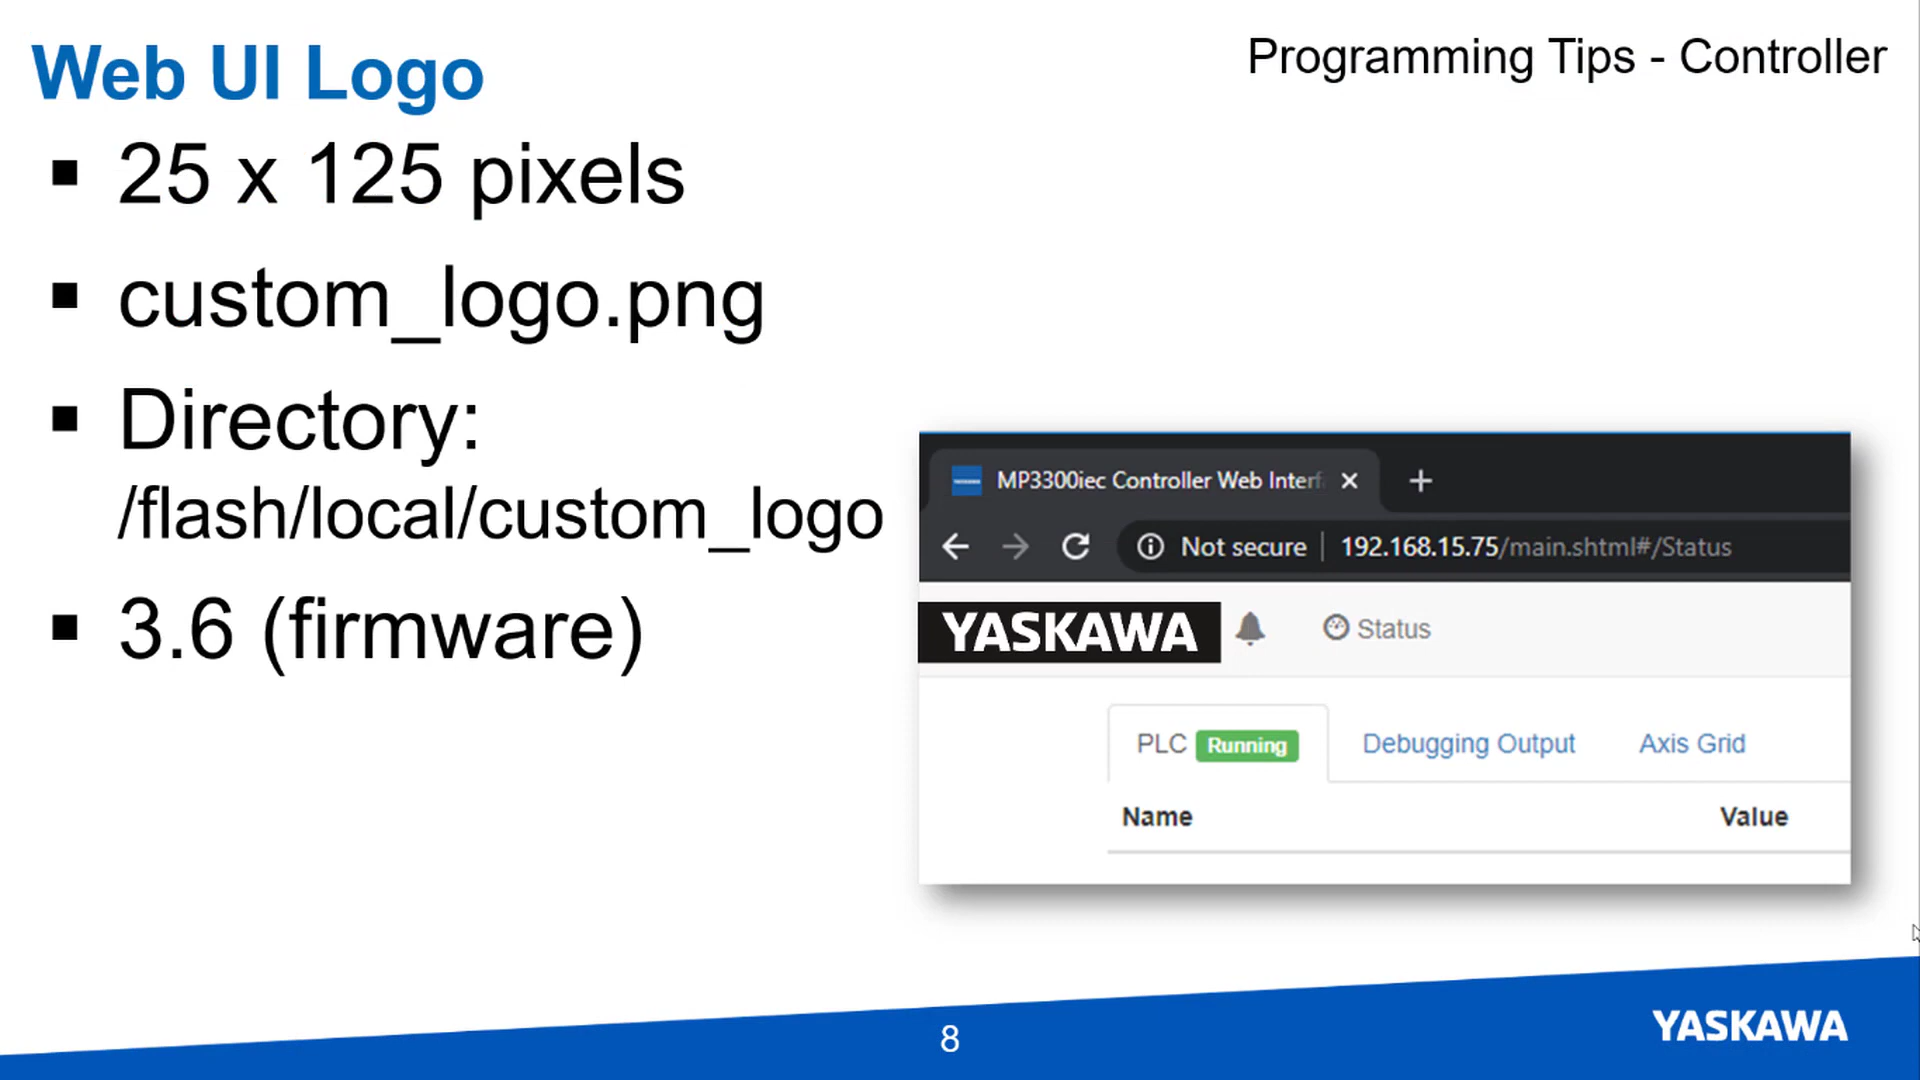 Web UI Logo
Programming Tips - Controller
25 x 125 pixels
custom_logo.png
Directory:
/flash/local/custom_logo
3.6 (firmware)
MP3300iec Controller Web Interf
Not secure 192.168.15.75/main.shtml#/Status
YASKAWA Status
PLC Running Debugging Output Axis Grid
Name Value
8
YASKAWA